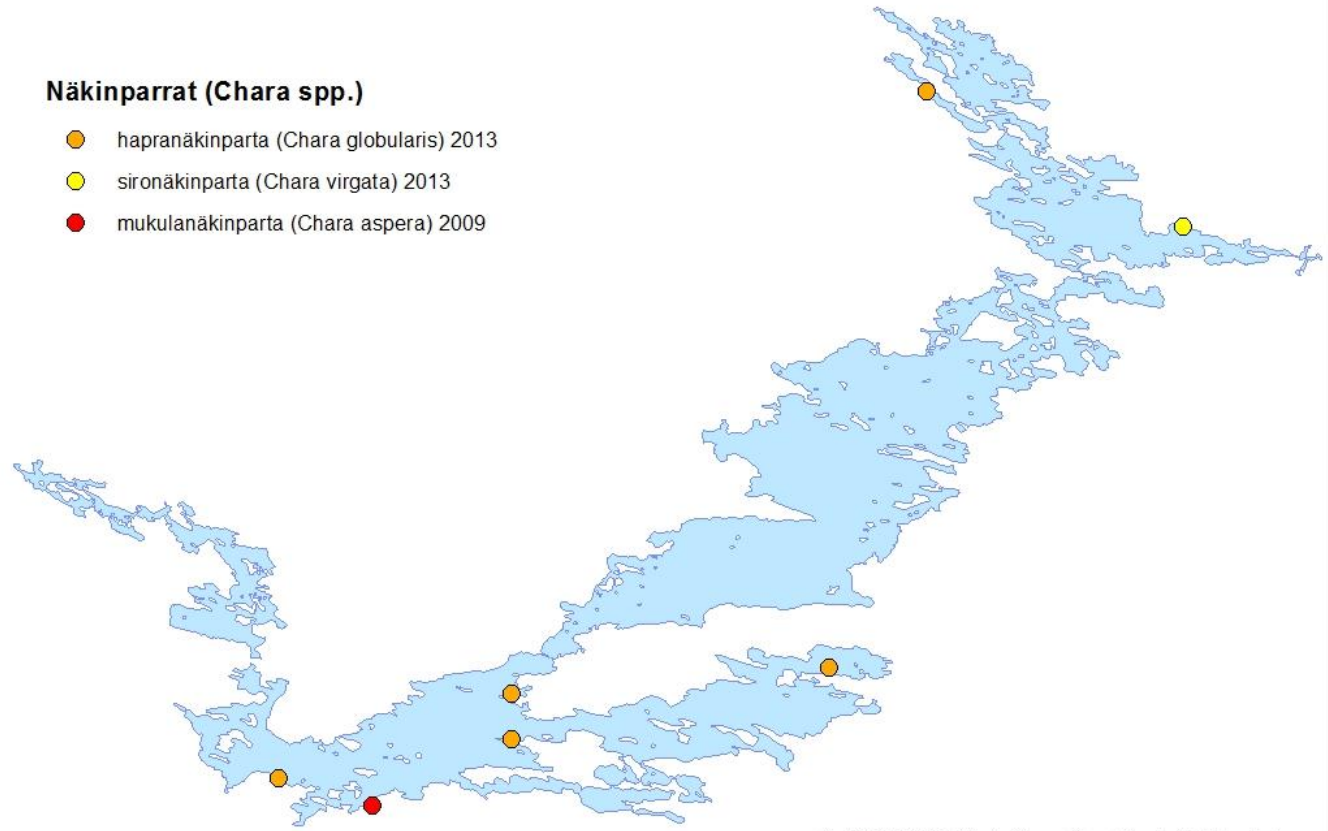 Näkinparrat (Chara spp.)
hapranäkinparta (Chara globularis) 2013
sironäkinparta (Chara virgata) 2013
mukulanäkinparta (Chara aspera) 2009